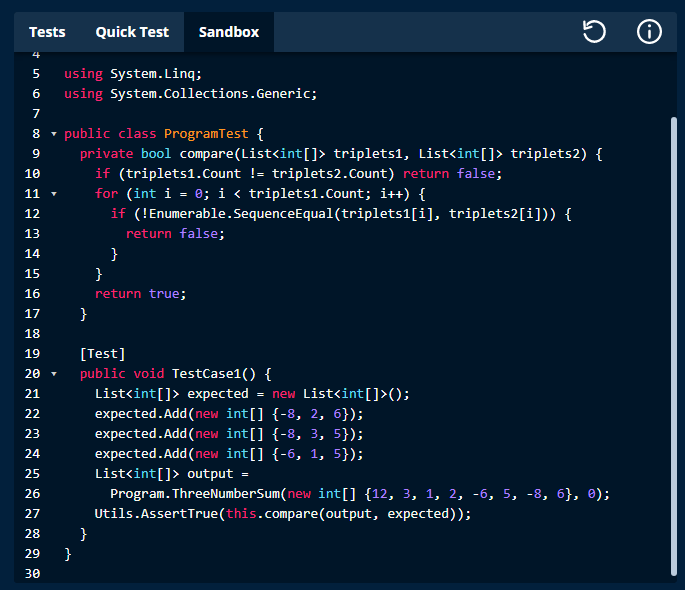 Tests Quick Test Sandbox
4
5 using System.Linq;
6 using System.Collections.Generic;
7
8 public class ProgramTest {
9   private bool compare(List<int[]> triplets1, List<int[]> triplets2) {
10     if (triplets1.Count != triplets2.Count) return false;
11     for (int i = 0; i < triplets1.Count; i++) {
12       if (!Enumerable.SequenceEqual(triplets1[i], triplets2[i])) {
13         return false;
14       }
15     }
16     return true;
17   }
18
19   [Test]
20   public void TestCase1() {
21     List<int[]> expected = new List<int[]>();
22     expected.Add(new int[] {-8, 2, 6});
23     expected.Add(new int[] {-8, 3, 5});
24     expected.Add(new int[] {-6, 1, 5});
25     List<int[]> output =
26       Program.ThreeNumberSum(new int[] {12, 3, 1, 2, -6, 5, -8, 6}, 0);
27     Utils.AssertTrue(this.compare(output, expected));
28   }
29 }
30